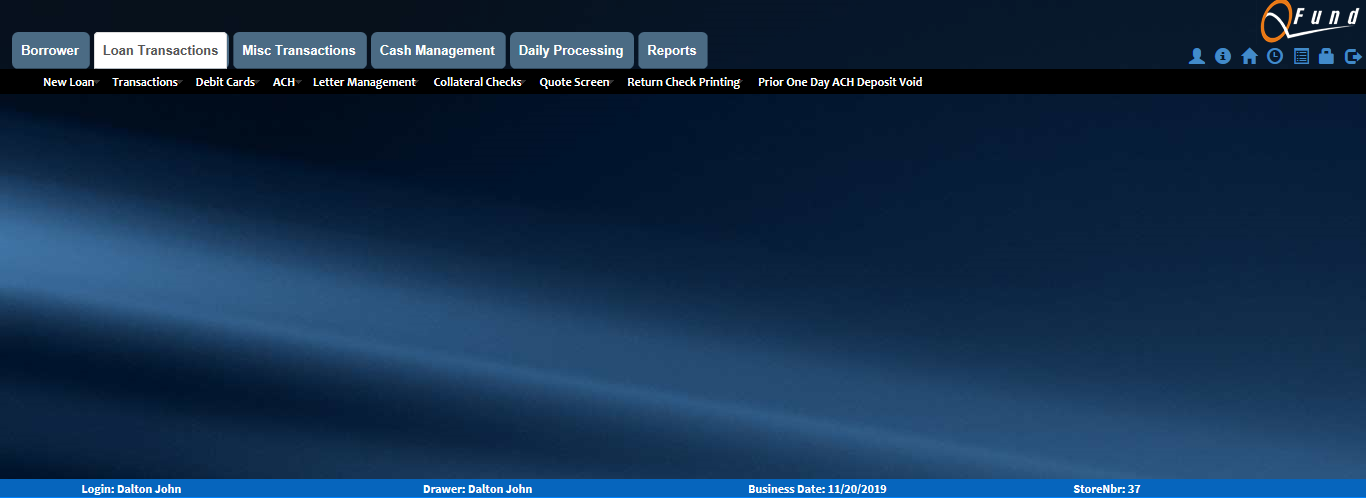 QFund
Borrower Loan Transactions Misc Transactions Cash Management Daily Processing Reports
New Loan Transactions Debit Cards ACH Letter Management Collateral Checks Quote Screen Return Check Printing Prior One Day ACH Deposit Void
Login: Dalton John Drawer: Dalton John Business Date: 11/20/2019 StoreNbr: 37